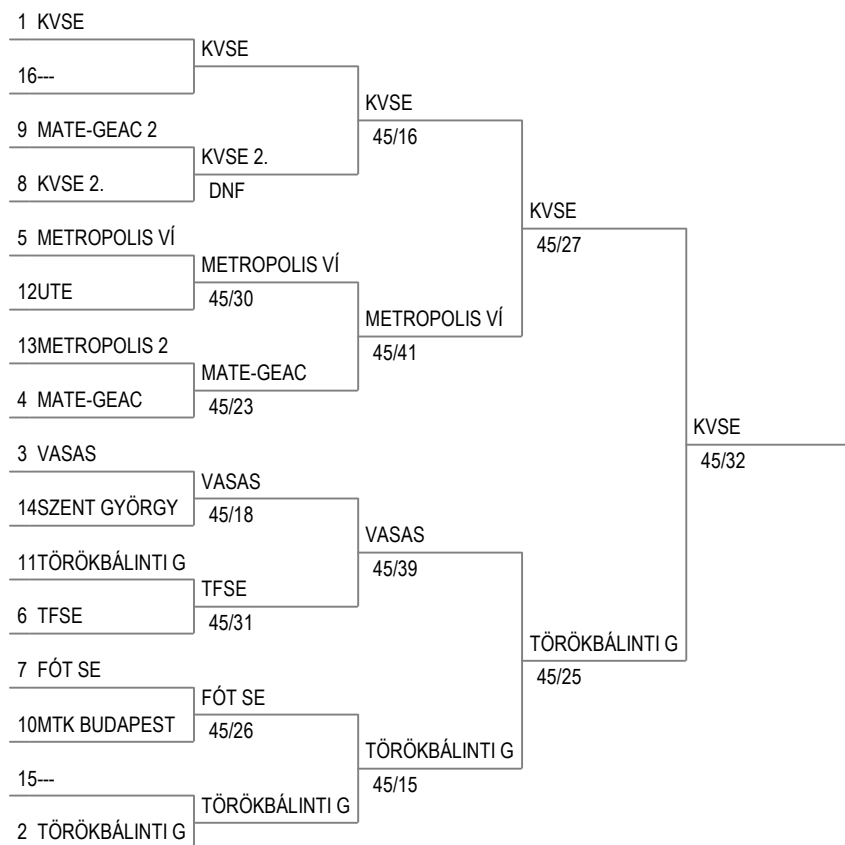 1 KVSE
KVSE
16---
KVSE
45/16
9 MATE-GEAC 2
KVSE 2.
DNF
8 KVSE 2.
KVSE
45/27
5 METROPOLIS VÍ
METROPOLIS VÍ
45/30
12UTE
METROPOLIS VÍ
45/41
13METROPOLIS 2
MATE-GEAC
45/23
4 MATE-GEAC
KVSE
45/32
3 VASAS
VASAS
45/18
14SZENT GYÖRGY
VASAS
45/39
11TÖRÖKBÁLINTI G
TFSE
45/31
6 TFSE
TÖRÖKBÁLINTI G
45/25
7 FÓT SE
FÓT SE
45/26
10MTK BUDAPEST
TÖRÖKBÁLINTI G
45/15
15---
TÖRÖKBÁLINTI G
2 TÖRÖKBÁLINTI G